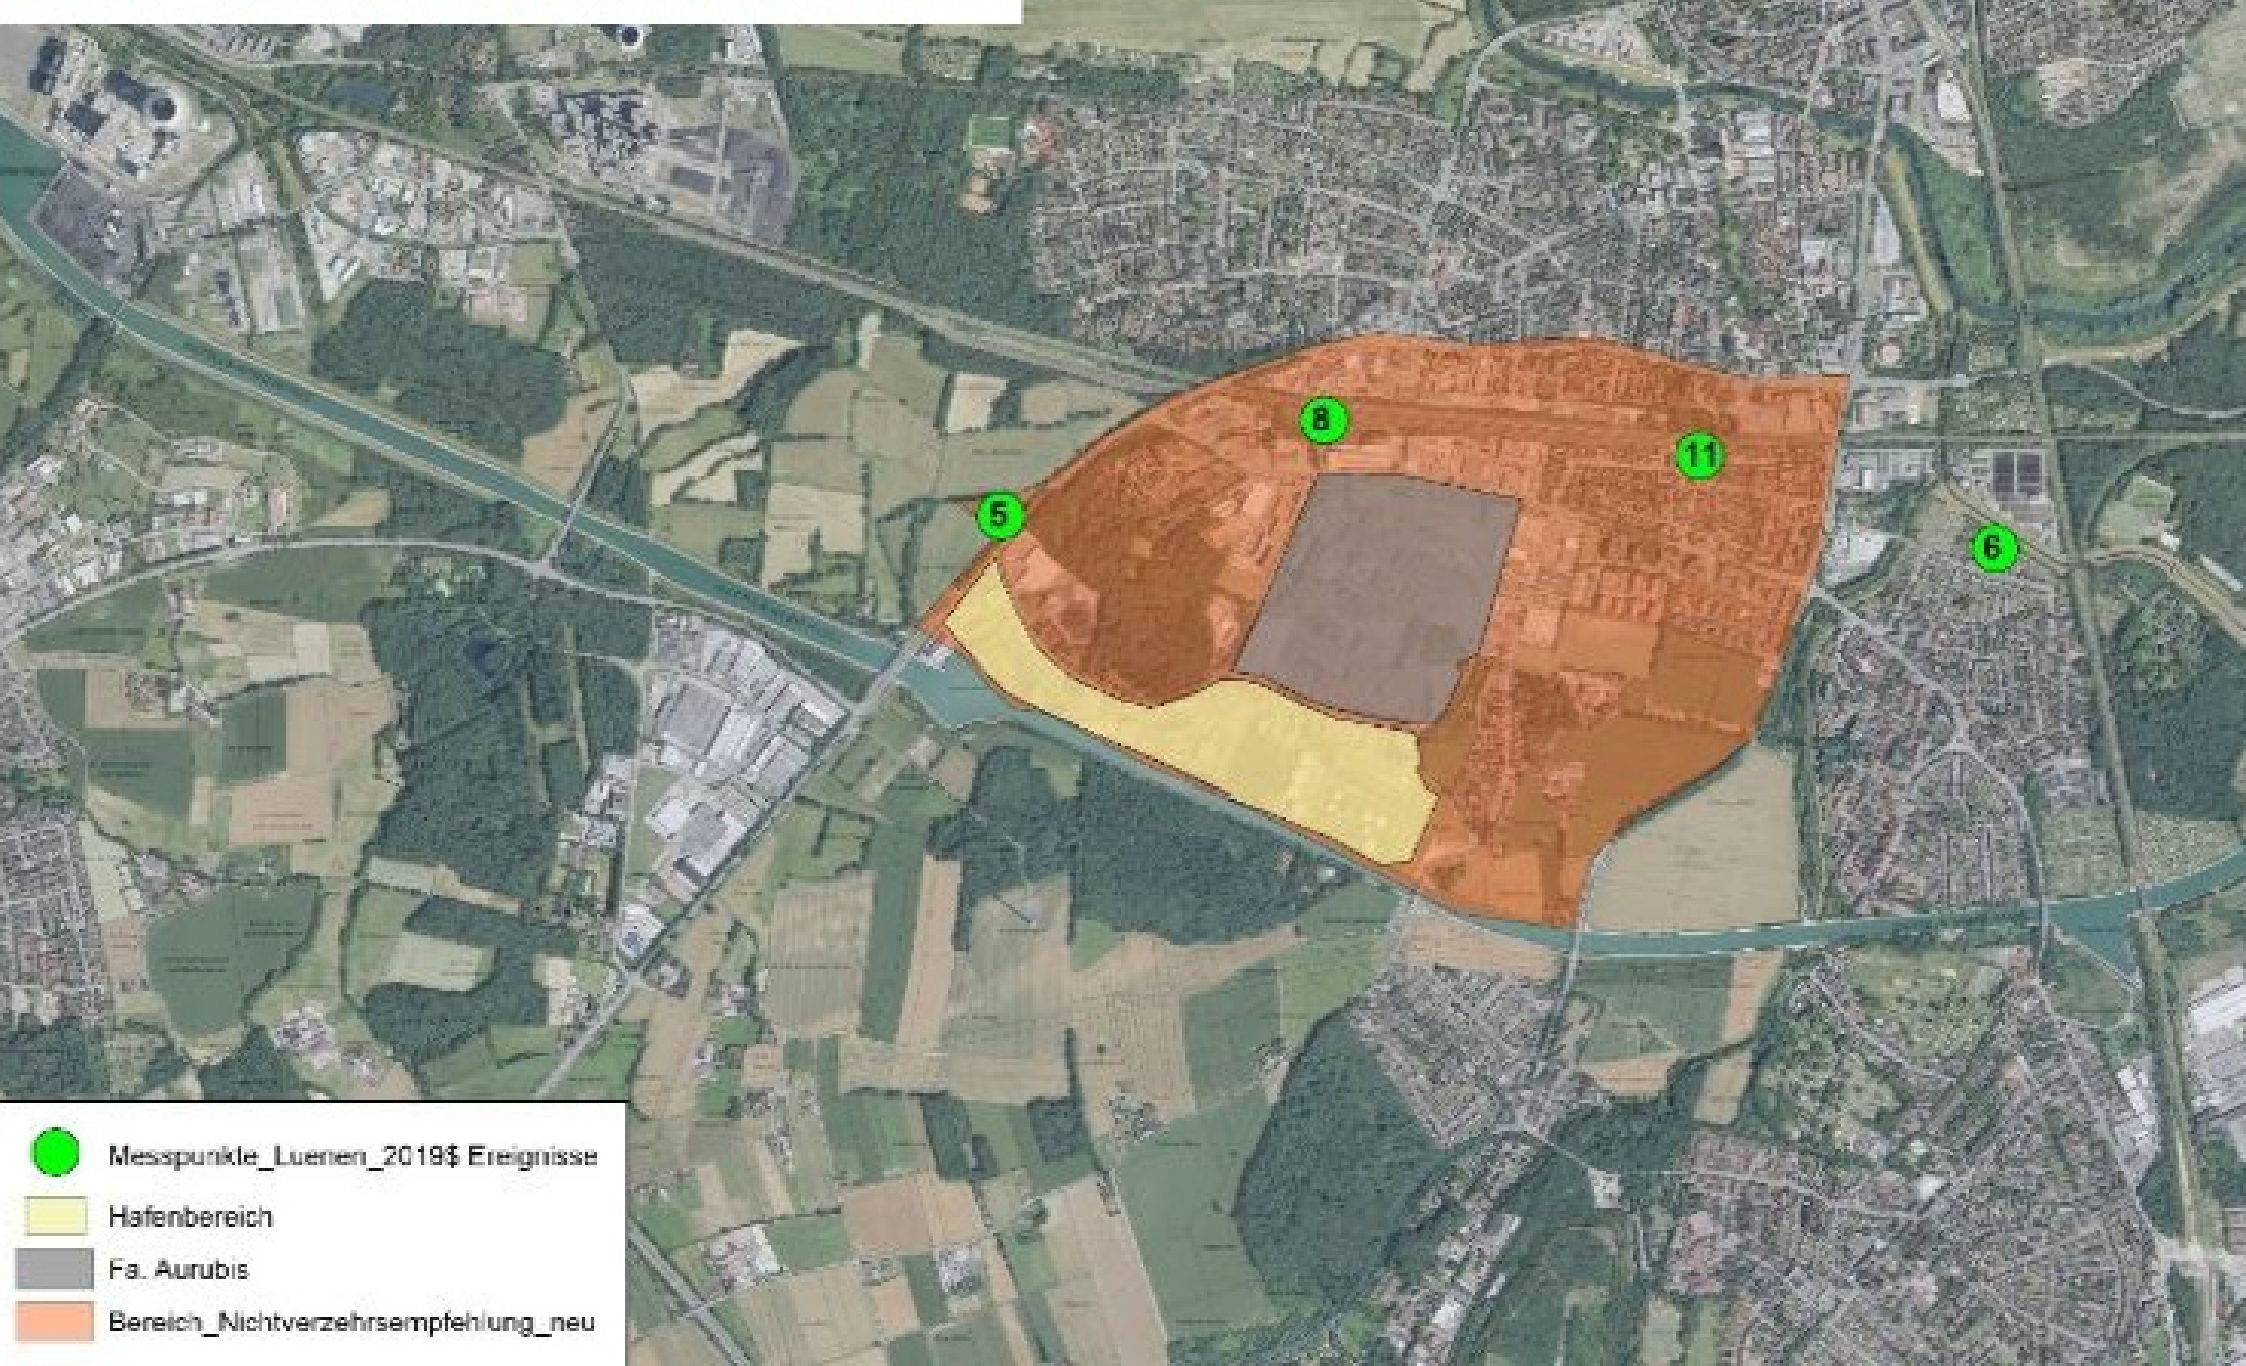 8
11
5
6
Messpunkte_Luenen_2019$ Ereignisse
Hafenbereich
Fa. Aurubis
Bereich_Nichtverzehrsempfehlung_neu